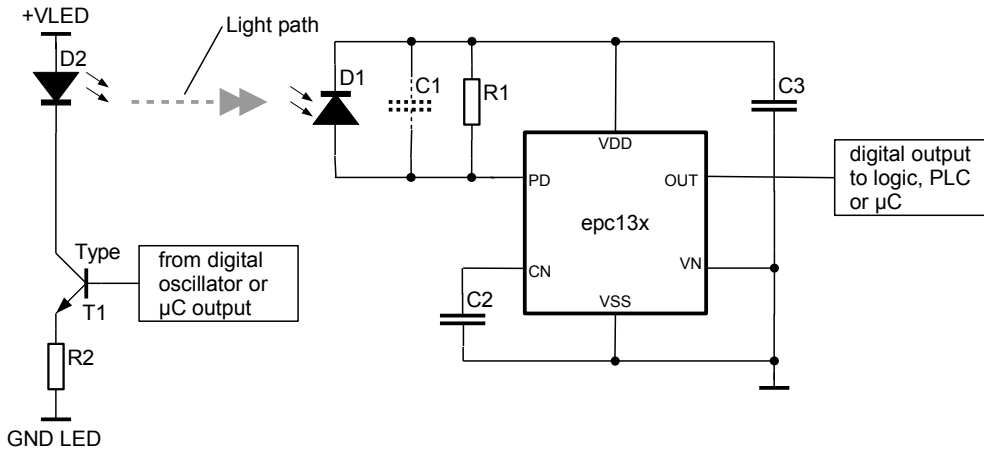 +VLED
Light path
D2
D1
C1
R1
C3
VDD
PD
OUT
digital output
to logic, PLC
or µC
epc13x
Type
from digital
oscillator or
µC output
CN
VN
C2
VSS
T1
R2
GND LED